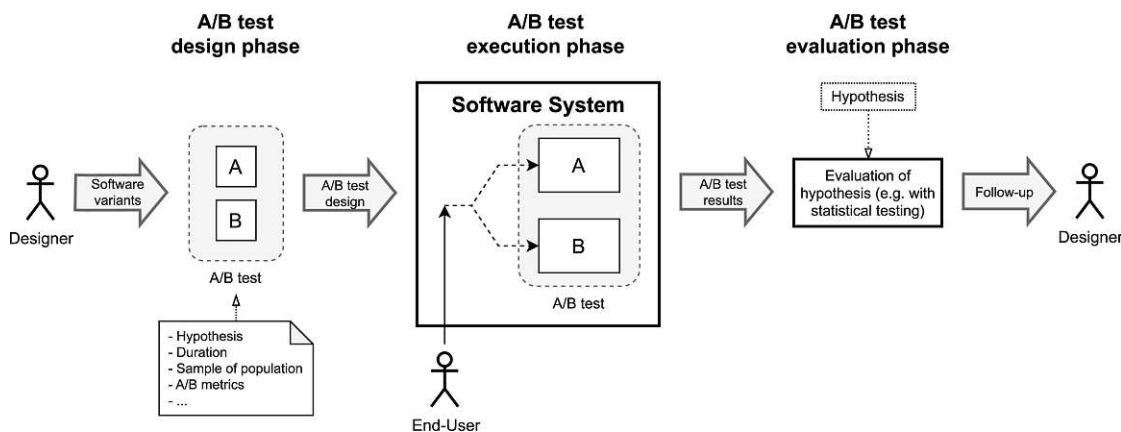 A/B test
design phase
A/B test
execution phase
A/B test
evaluation phase
Designer
Software
variants
A
B
A/B test
- Hypothesis
- Duration
- Sample of population
- A/B metrics
- ...
A/B test
design
Software System
A
B
A/B test
End-User
A/B test
results
Hypothesis
Evaluation of
hypothesis (e.g. with
statistical testing)
Follow-up
Designer